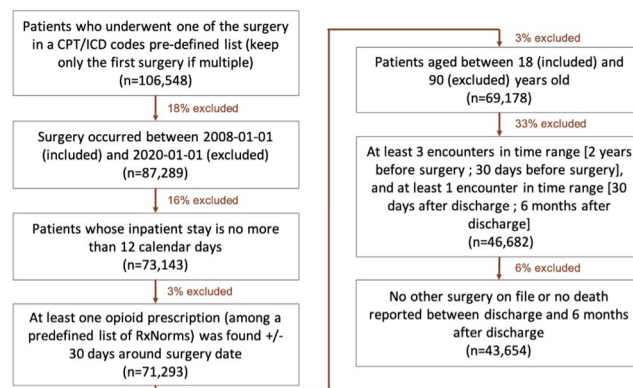 Patients who underwent one of the surgery
in a CPT/ICD codes pre-defined list (keep
only the first surgery if multiple)
(n=106,548)
18% excluded
Surgery occurred between 2008-01-01
(included) and 2020-01-01 (excluded)
(n=87,289)
16% excluded
Patients whose inpatient stay is no more
than 12 calendar days
(n=73,143)
3% excluded
At least one opioid prescription (among a
predefined list of RxNorms) was found +/-
30 days around surgery date
(n=71,293)
3% excluded
Patients aged between 18 (included) and
90 (excluded) years old
(n=69,178)
33% excluded
At least 3 encounters in time range [2 years
before surgery ; 30 days before surgery],
and at least 1 encounter in time range [30
days after discharge ; 6 months after
discharge]
(n=46,682)
6% excluded
No other surgery on file or no death
reported between discharge and 6 months
after discharge
(n=43,654)